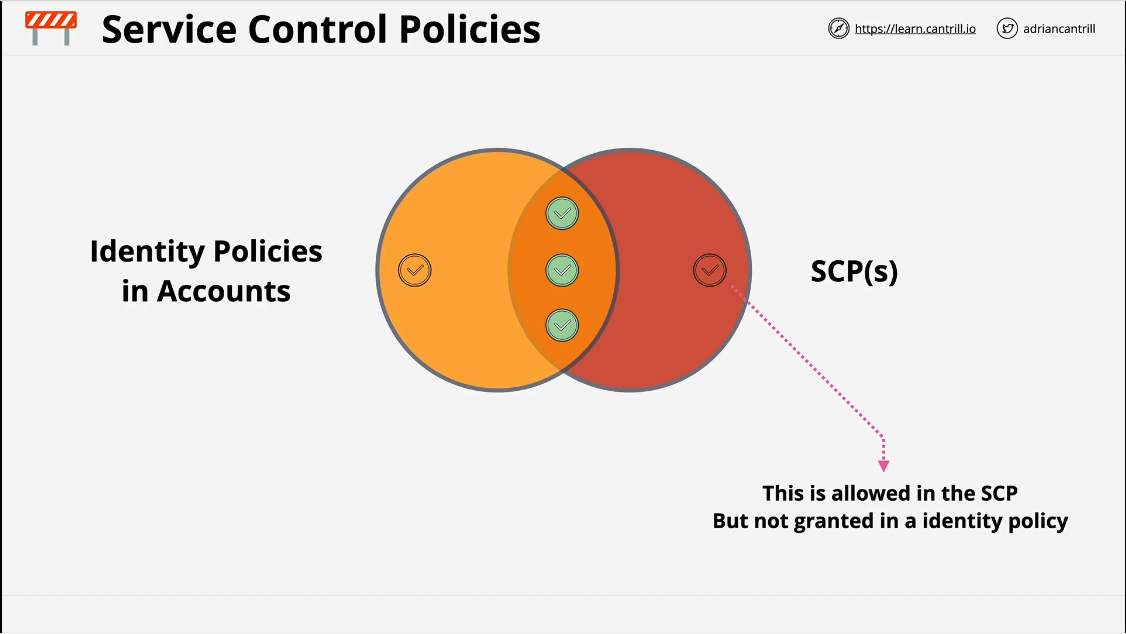 Service Control Policies
https://learn.cantrill.io
adriancantrill
Identity Policies
in Accounts
SCP(s)
This is allowed in the SCP
But not granted in a identity policy